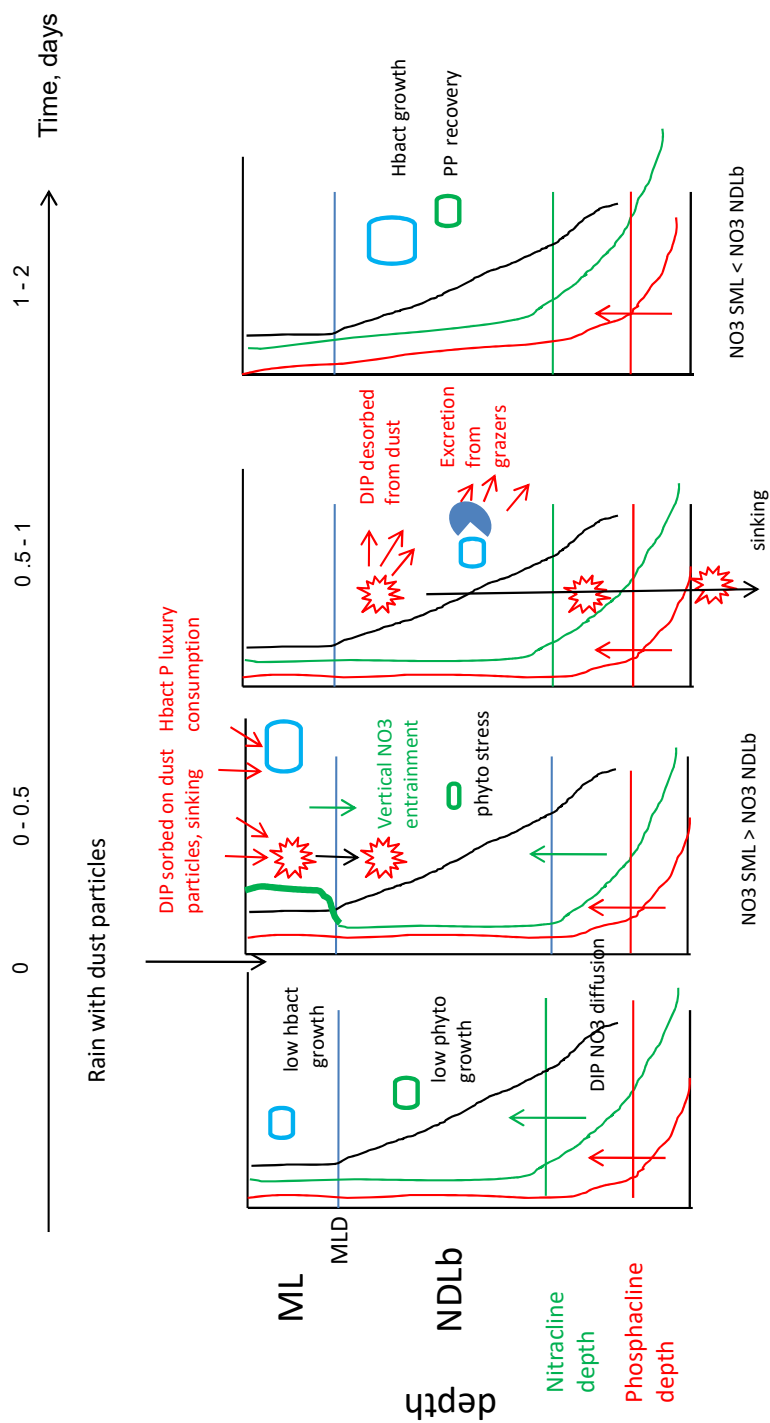 Time, days
0
0 - 0.5
0.5 - 1
1 - 2
Rain with dust particles
DIP sorbed on dust
particles, sinking
Hbact P luxury
consumption
ML
MLD
NDLb
depth
Nitracline
depth
Phosphacline
depth
low hbact
growth
low phyto
growth
DIP NO3 diffusion
Vertical NO3
entrainment
phyto stress
NO3 SML > NO3 NDLb
DIP desorbed
from dust
Excretion
from
grazers
sinking
Hbact growth
PP recovery
NO3 SML < NO3 NDLb